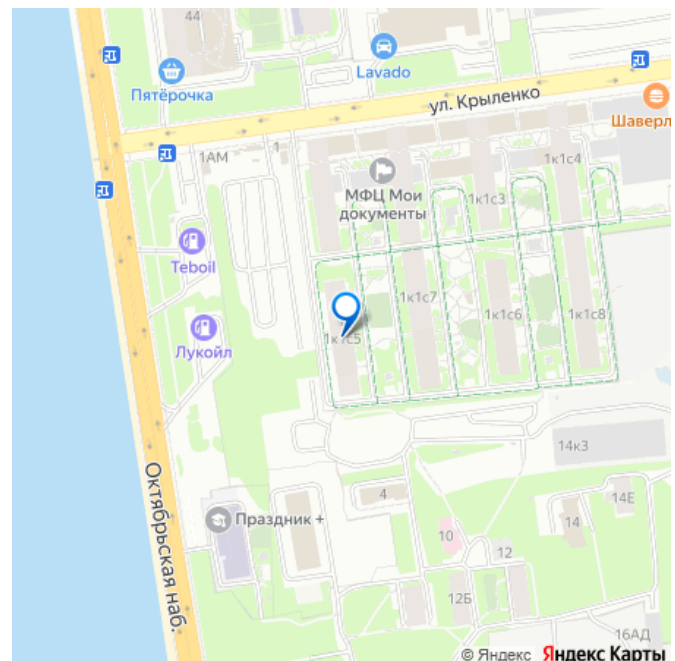 44
Lavado
Пятёрочка
ул. Крыленко
Шаверл
1АМ
1
1к1с4
МФЦ Мои
документы
1к1с3
Teboil
1к1с7
1к1с5
1к1с6
1к1с8
Лукойл
14к3
Октябрьская наб.
4
14Е
Праздник +
14
10
12
12Б
16АД
© Яндекс Яндекс Карты